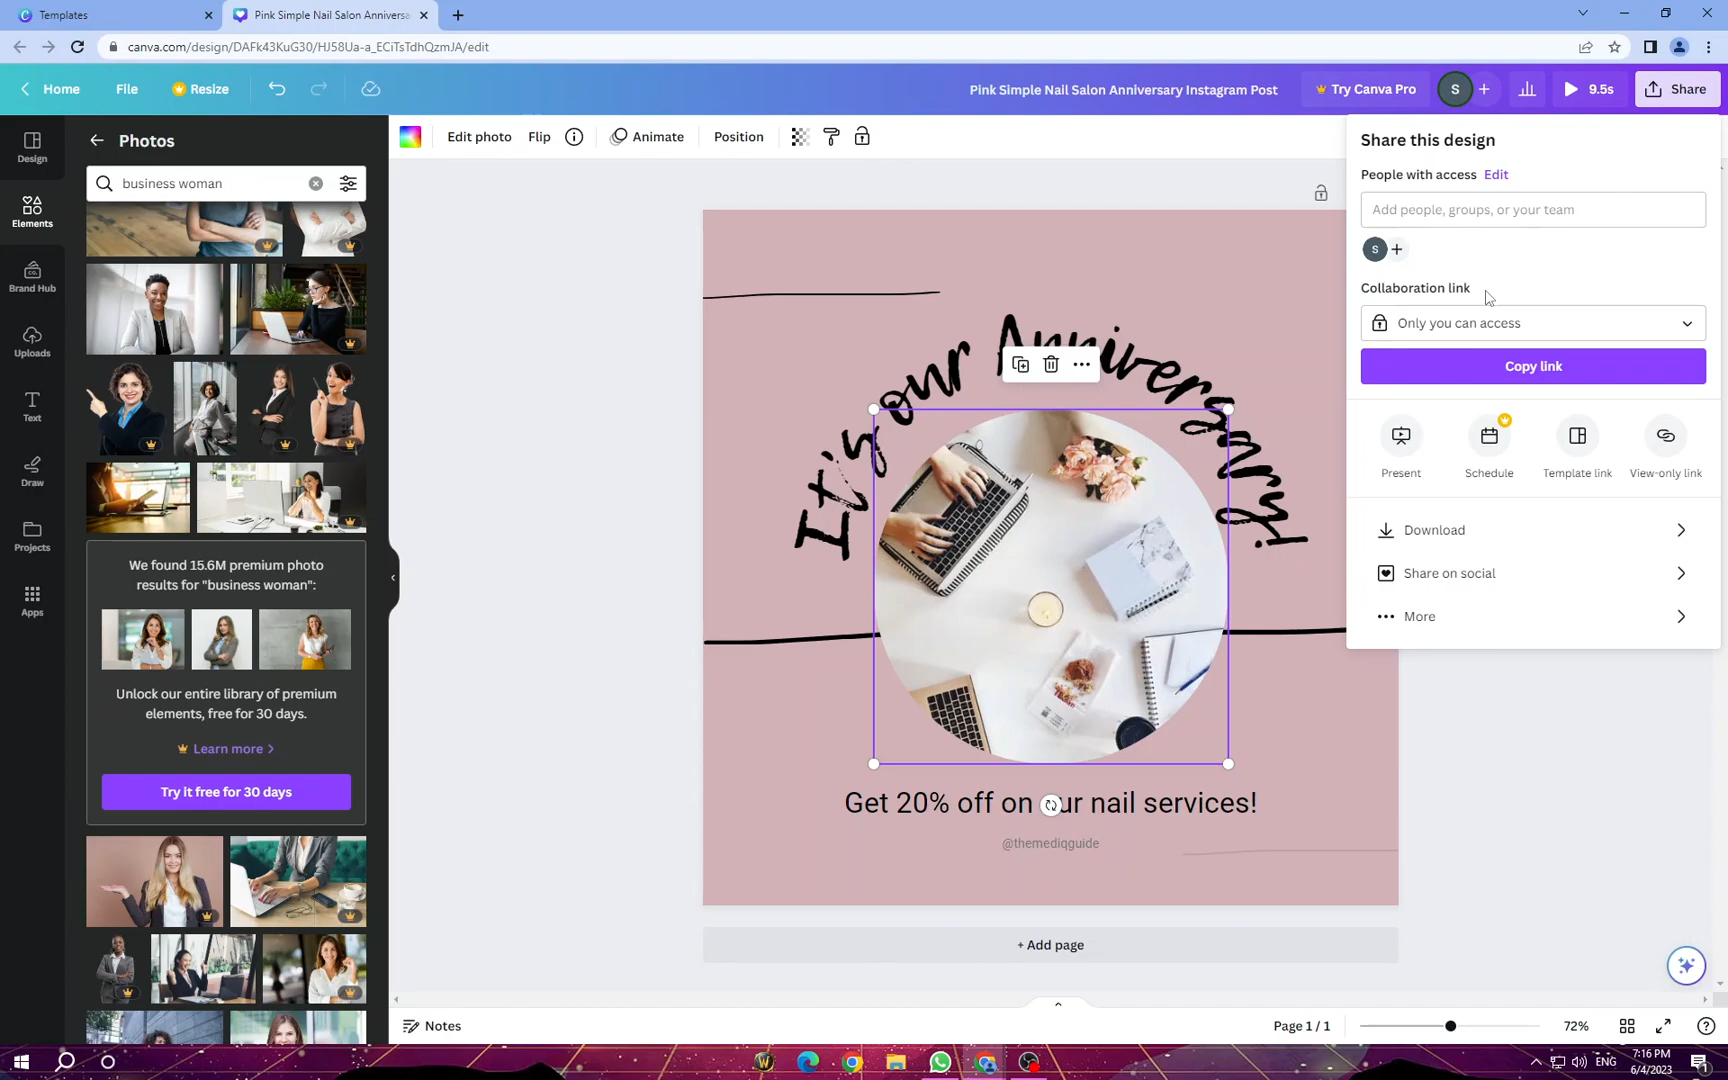 Templates
Pink Simple Nail Salon Anniversa
canva.com/design/DAFk43KuG30/HJ58Ua-a_ECiTsTdhQzmJA/edit
Home
File
Resize
Pink Simple Nail Salon Anniversary Instagram Post
Try Canva Pro
S
9.5s
Share
Design
Elements
Brand Hub
Uploads
Text
Draw
Projects
Apps
Photos
business woman
We found 15.6M premium photo
results for "business woman":
Unlock our entire library of premium
elements, free for 30 days.
Learn more
Try it free for 30 days
Edit photo
Flip
Animate
Position
It's our Anniversary!
Get 20% off on our nail services!
@themediqguide
+ Add page
Share this design
People with access Edit
Add people, groups, or your team
S
Collaboration link
Only you can access
Copy link
Present
Schedule
Template link
View-only link
Download
Share on social
More
Notes
Page 1 / 1
72%
ENG
7:16 PM
6/4/2023
1